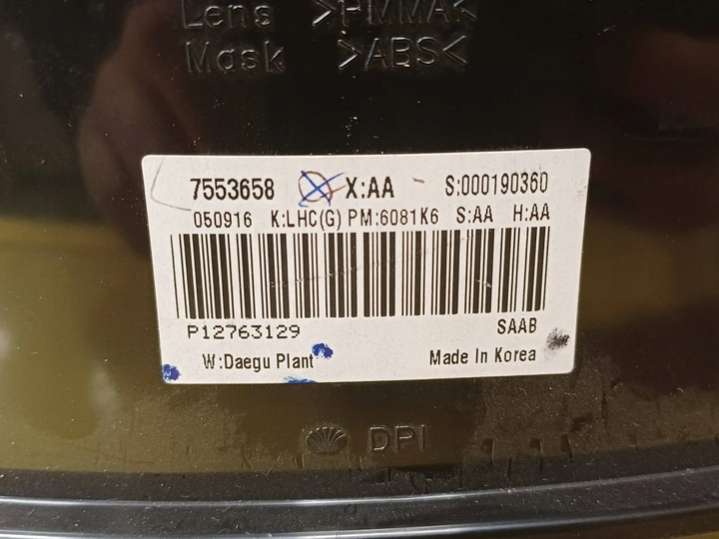 Lens >PMMA<
Mask >ABS<
7553658 X:AA S:000190360
050916 K:LHC(G) PM:6081K6 S:AA H:AA
P12763129 SAAB
W:Daegu Plant Made In Korea
DPI